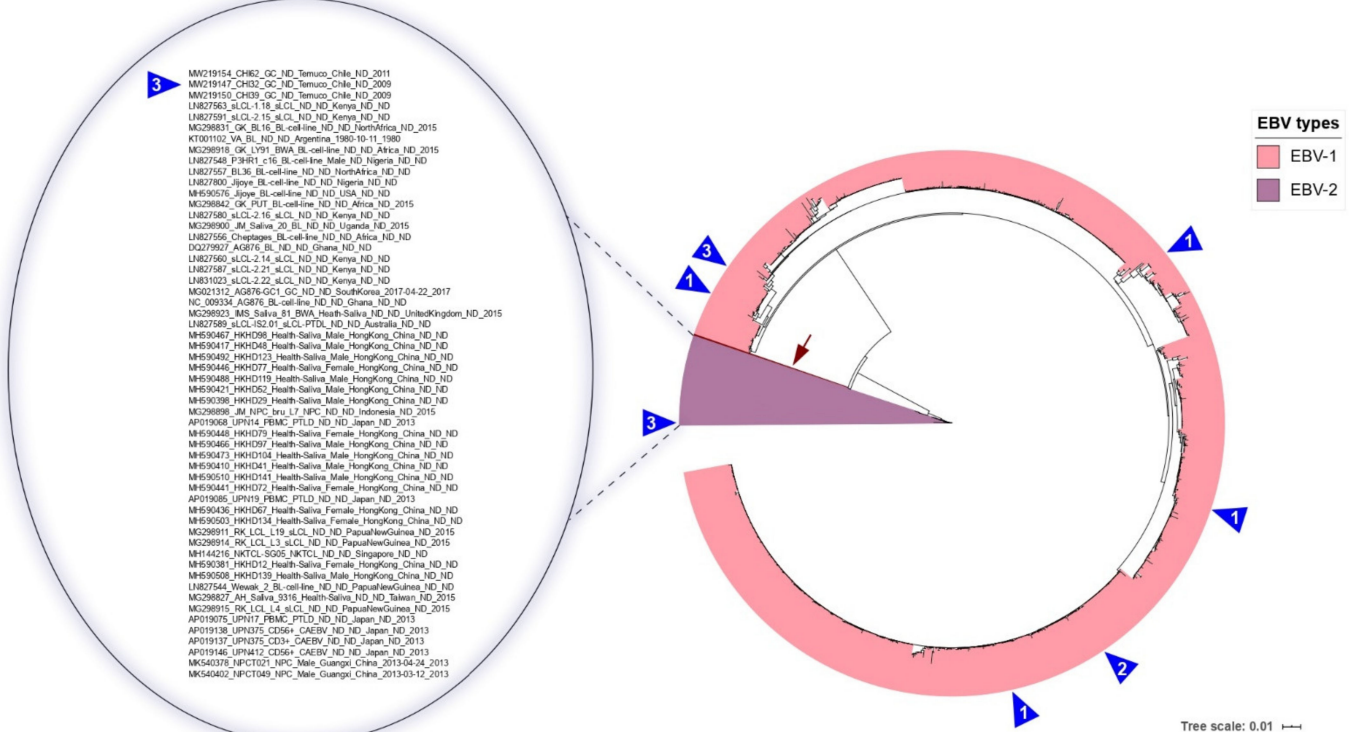 MW219154_CHI62_GC_ND_Temuco_Chile_ND_2011
3
MW219147_CHI32_GC_ND_Temuco_Chile_ND_2009
MW219150_CHI39_GC_ND_Temuco_Chile_ND_2009
LN827563_sLCL-1.18_sLCL_ND_ND_Kenya_ND_ND
LN827591_sLCL-2.15_sLCL_ND_ND_Kenya_ND_ND
MG298831_GK_BL16_BL-cell-line_ND_ND_NorthAfrica_ND_2015
KT001102_VA_BL_ND_ND_Argentina_1980-10-11_1980
MG298918_GK_LY91_BWA_BL-cell-line_ND_ND_Africa_ND_2015
LN827548_P3HR1_c16_BL-cell-line_Male_ND_Nigeria_ND_ND
LN827557_BL36_BL-cell-line_ND_ND_NorthAfrica_ND_ND
LN827800_Jijoye_BL-cell-line_ND_ND_Nigeria_ND_ND
MH590576_Jijoye_BL-cell-line_ND_ND_USA_ND_ND
MG298842_GK_PUT_BL-cell-line_ND_ND_Africa_ND_2015
LN827580_sLCL-2.16_sLCL_ND_ND_Kenya_ND_ND
MG298900_JM_Saliva_20_BL_ND_ND_Uganda_ND_2015
LN827556_Cheptages_BL-cell-line_ND_ND_Africa_ND_ND
DQ279927_AG876_BL_ND_ND_Ghana_ND_ND
LN827560_sLCL-2.14_sLCL_ND_ND_Kenya_ND_ND
LN827587_sLCL-2.21_sLCL_ND_ND_Kenya_ND_ND
LN831023_sLCL-2.22_sLCL_ND_ND_Kenya_ND_ND
MG021312_AG876-GC1_GC_ND_ND_SouthKorea_2017-04-22_2017
NC_009334_AG876_BL-cell-line_ND_ND_Ghana_ND_ND
MG298923_IMS_Saliva_81_BWA_Heath-Saliva_ND_ND_UnitedKingdom_ND_2015
LN827589_sLCL-IS2.01_sLCL-PTDL_ND_ND_Australia_ND_ND
MH590467_HKHD98_Health-Saliva_Male_HongKong_China_ND_ND
MH590417_HKHD48_Health-Saliva_Male_HongKong_China_ND_ND
MH590492_HKHD123_Health-Saliva_Male_HongKong_China_ND_ND
MH590446_HKHD77_Health-Saliva_Female_HongKong_China_ND_ND
MH590488_HKHD119_Health-Saliva_Male_HongKong_China_ND_ND
MH590421_HKHD52_Health-Saliva_Male_HongKong_China_ND_ND
MH590398_HKHD29_Health-Saliva_Male_HongKong_China_ND_ND
MG298898_JM_NPC_bru_L7_NPC_ND_ND_Indonesia_ND_2015
AP019068_UPN14_PBMC_PTLD_ND_ND_Japan_ND_2013
MH590448_HKHD79_Health-Saliva_Female_HongKong_China_ND_ND
MH590466_HKHD97_Health-Saliva_Male_HongKong_China_ND_ND
MH590473_HKHD104_Health-Saliva_Male_HongKong_China_ND_ND
MH590410_HKHD41_Health-Saliva_Male_HongKong_China_ND_ND
MH590510_HKHD141_Health-Saliva_Male_HongKong_China_ND_ND
MH590441_HKHD72_Health-Saliva_Female_HongKong_China_ND_ND
AP019085_UPN19_PBMC_PTLD_ND_ND_Japan_ND_2013
MH590436_HKHD67_Health-Saliva_Female_HongKong_China_ND_ND
MH590503_HKHD134_Health-Saliva_Female_HongKong_China_ND_ND
MG298911_RK_LCL_L19_sLCL_ND_ND_PapuaNewGuinea_ND_2015
MG298914_RK_LCL_L3_sLCL_ND_ND_PapuaNewGuinea_ND_2015
MH144216_NKTCL-SG05_NKTCL_ND_ND_Singapore_ND_ND
MH590381_HKHD12_Health-Saliva_Female_HongKong_China_ND_ND
MH590508_HKHD139_Health-Saliva_Male_HongKong_China_ND_ND
LN827544_Wewak_2_BL-cell-line_ND_ND_PapuaNewGuinea_ND_ND
MG298827_AH_Saliva_9316_Health-Saliva_ND_ND_Taiwan_ND_2015
MG298915_RK_LCL_L4_sLCL_ND_ND_PapuaNewGuinea_ND_2015
AP019075_UPN17_PBMC_PTLD_ND_ND_Japan_ND_2013
AP019138_UPN375_CD56+_CAEBV_ND_ND_Japan_ND_2013
AP019137_UPN375_CD3+_CAEBV_ND_ND_Japan_ND_2013
AP019146_UPN412_CD56+_CAEBV_ND_ND_Japan_ND_2013
MK540378_NPCT021_NPC_Male_Guangxi_China_2013-04-24_2013
MK540402_NPCT049_NPC_Male_Guangxi_China_2013-03-12_2013
3
1
3
1
1
2
1
EBV types
EBV-1
EBV-2
Tree scale: 0.01